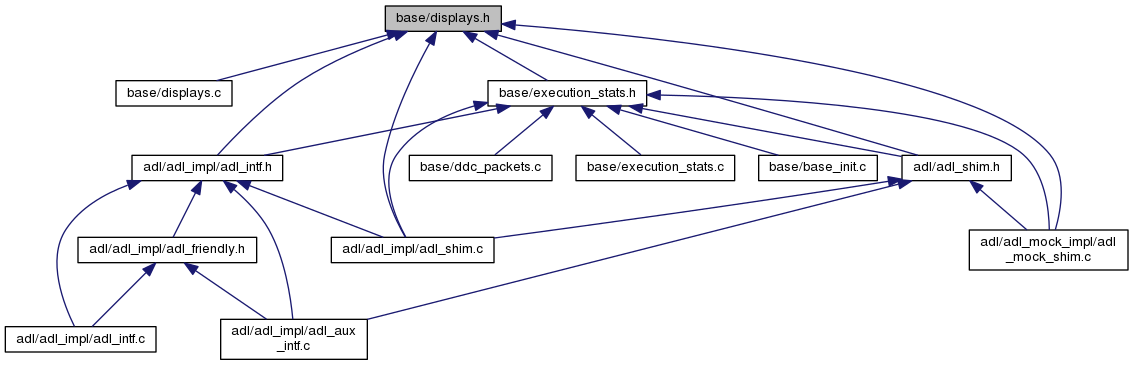 base/displays.h
base/displays.c
base/execution_stats.h
adl/adl_impl/adl_intf.h
base/ddc_packets.c
base/execution_stats.c
base/base_init.c
adl/adl_shim.h
adl/adl_impl/adl_friendly.h
adl/adl_impl/adl_shim.c
adl/adl_mock_impl/adl
_mock_shim.c
adl/adl_impl/adl_intf.c
adl/adl_impl/adl_aux
_intf.c